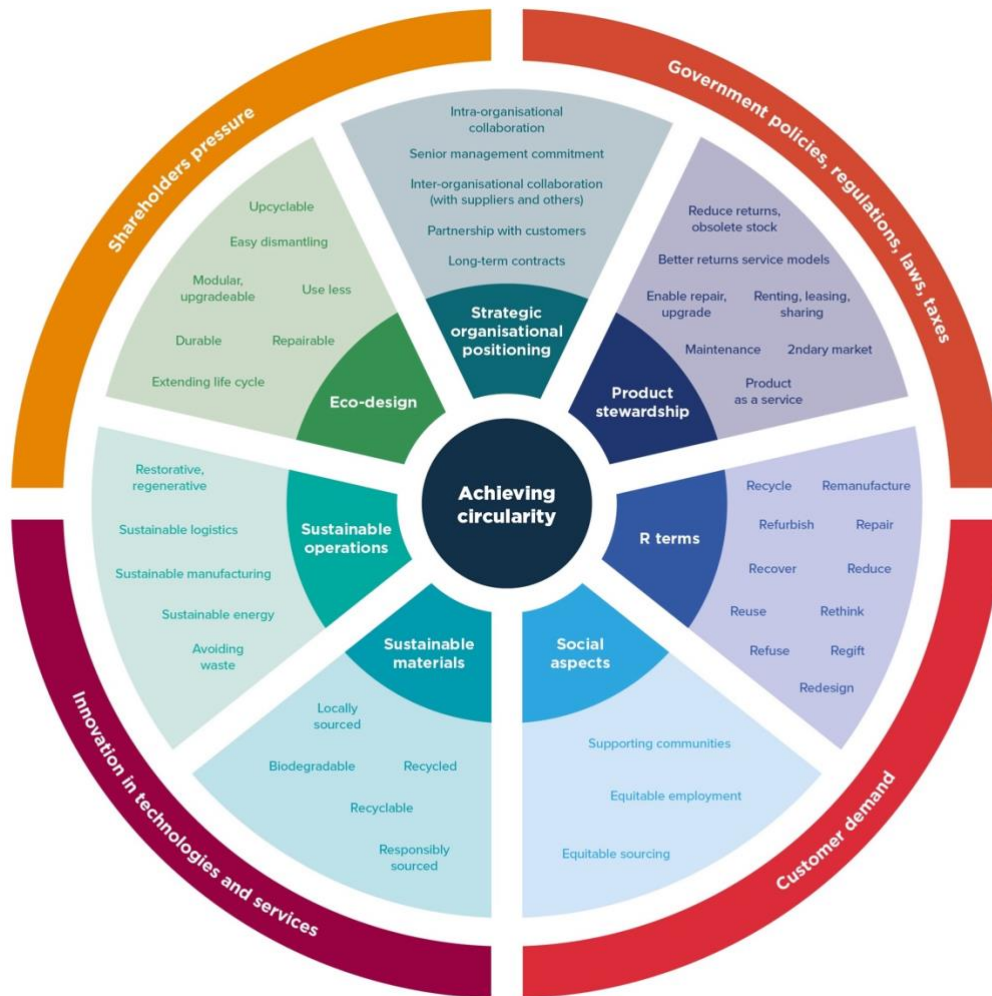 Shareholders pressure
Government policies, regulations, laws, taxes
Customer demand
Innovation in technologies and services
Achieving
circularity
Strategic
organisational
positioning
Intra-organisational
collaboration
Senior management commitment
Inter-organisational collaboration
(with suppliers and others)
Partnership with customers
Long-term contracts
Product
stewardship
Reduce returns,
obsolete stock
Better returns service models
Enable repair,
upgrade
Renting, leasing,
sharing
Maintenance
2ndary market
Product
as a service
R terms
Recycle
Remanufacture
Refurbish
Repair
Recover
Reduce
Reuse
Rethink
Refuse
Regift
Redesign
Social
aspects
Supporting communities
Equitable employment
Equitable sourcing
Sustainable
materials
Locally
sourced
Biodegradable
Recycled
Recyclable
Responsibly
sourced
Sustainable
operations
Restorative,
regenerative
Sustainable logistics
Sustainable manufacturing
Sustainable energy
Avoiding
waste
Eco-design
Upcyclable
Easy dismantling
Modular,
upgradeable
Use less
Durable
Repairable
Extending life cycle